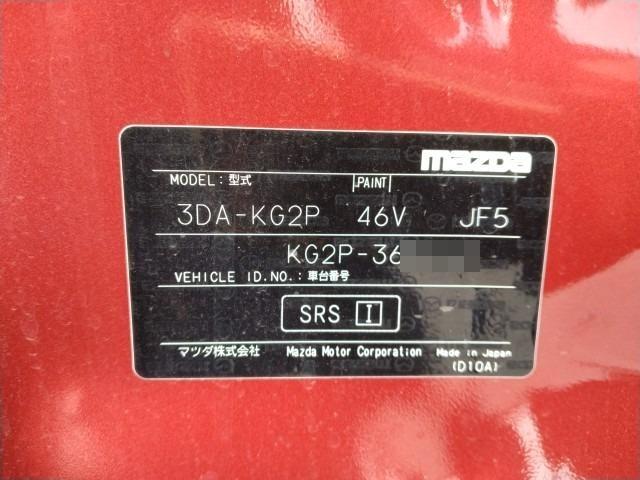 mazda
MODEL: 型式 PAINT
3DA-KG2P 46V JF5
KG2P-36
VEHICLE ID.NO.: 車台番号
SRS I
マツダ株式会社 Mazda Motor Corporation Made in Japan
(D10A)